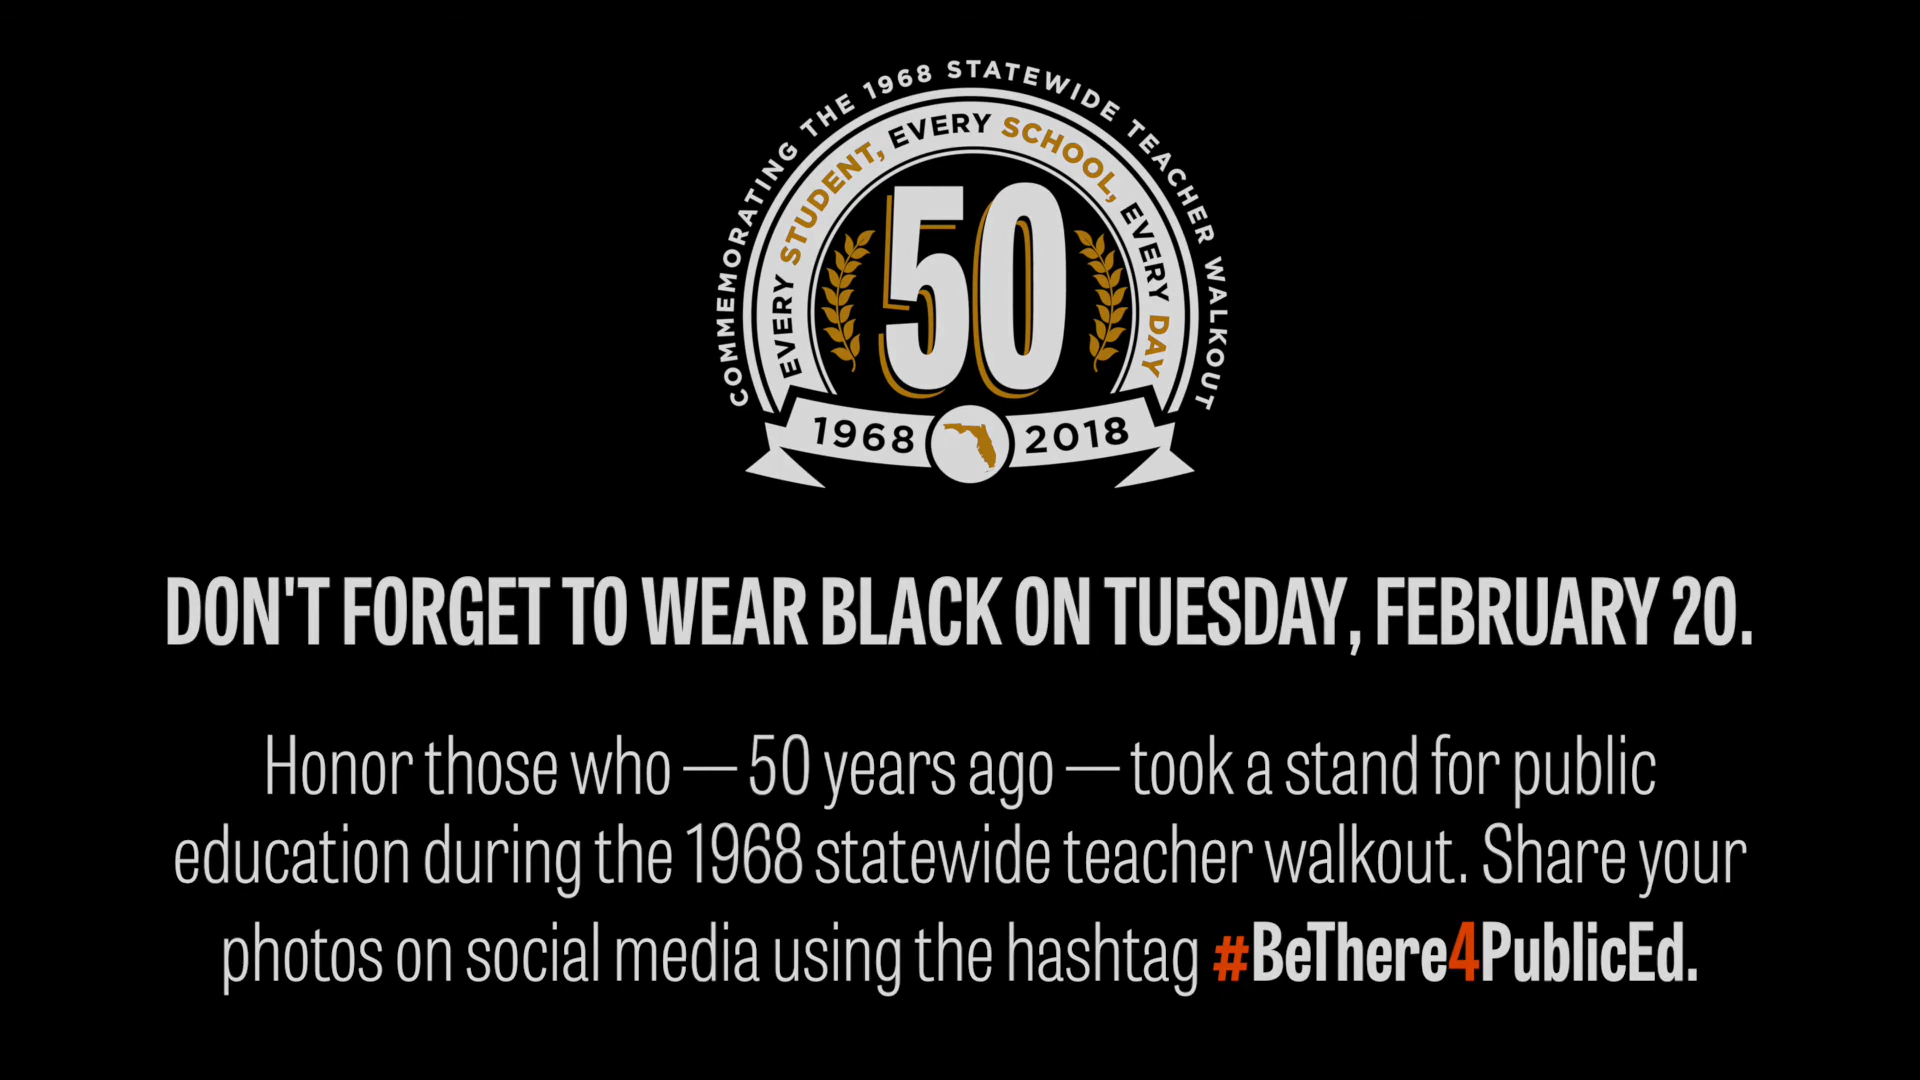 COMMEMORATING THE 1968 STATEWIDE TEACHER WALKOUT
EVERY STUDENT, EVERY SCHOOL, EVERY DAY
50
1968 2018
DON'T FORGET TO WEAR BLACK ON TUESDAY, FEBRUARY 20.
Honor those who — 50 years ago — took a stand for public
education during the 1968 statewide teacher walkout. Share your
photos on social media using the hashtag #BeThere4PublicEd.